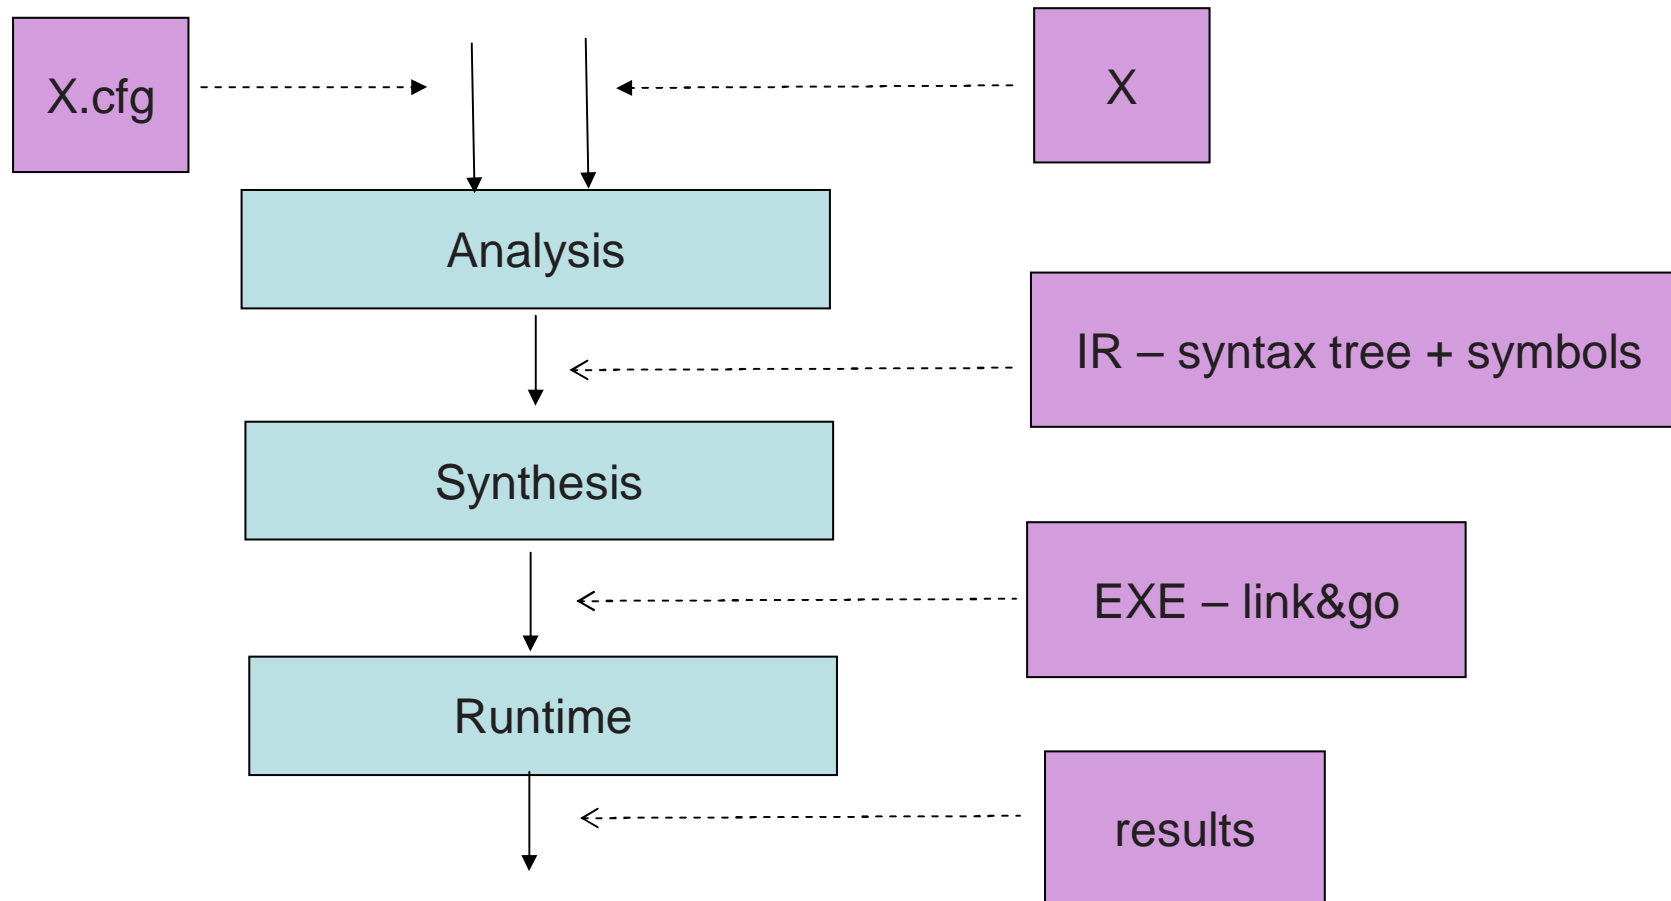 X.cfg
X
Analysis
IR – syntax tree + symbols
Synthesis
EXE – link&go
Runtime
results